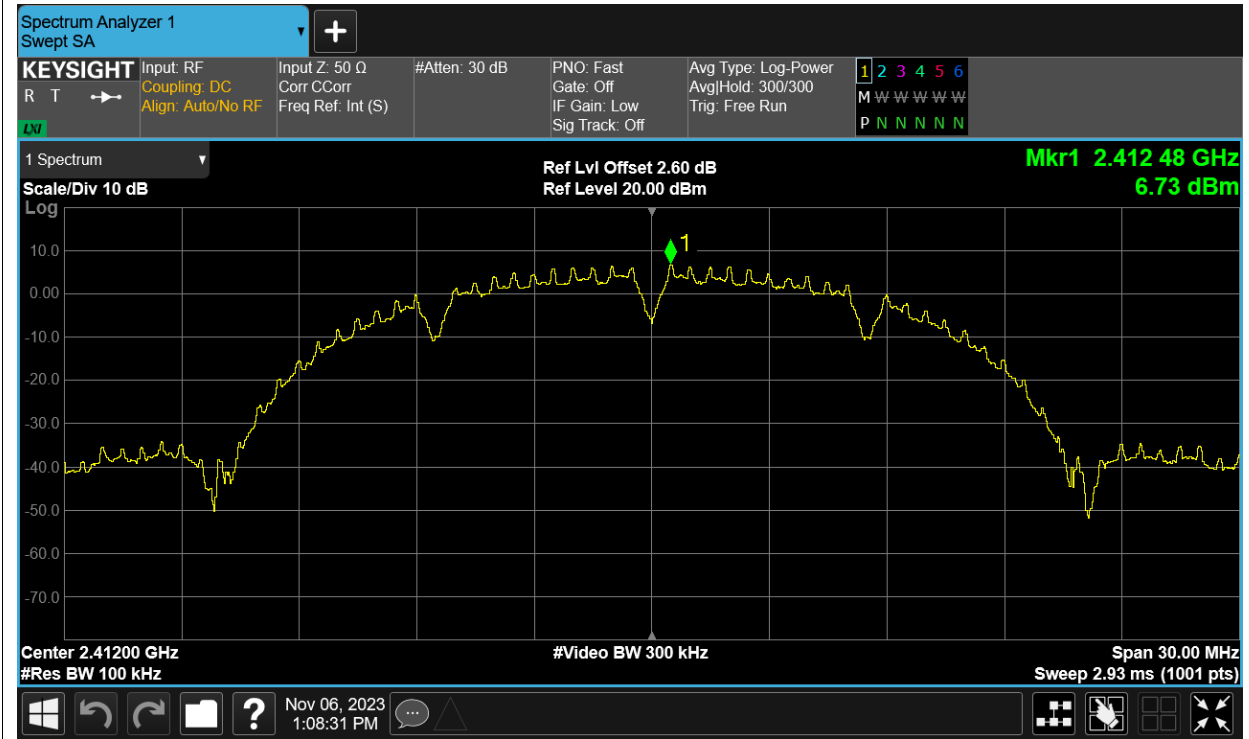 Spectrum Analyzer 1
Swept SA
KEYSIGHT
R T
LXI
Input: RF
Coupling: DC
Align: Auto/No RF
Input Z: 50 Ω
Corr CCorr
Freq Ref: Int (S)
#Atten: 30 dB
PNO: Fast
Gate: Off
IF Gain: Low
Sig Track: Off
Avg Type: Log-Power
Avg|Hold: 300/300
Trig: Free Run
1 2 3 4 5 6
M W W W W W
P N N N N N
1 Spectrum
Scale/Div 10 dB
Ref Lvl Offset 2.60 dB
Ref Level 20.00 dBm
Mkr1 2.412 48 GHz
6.73 dBm
Log
1
10.0
0.00
-10.0
-20.0
-30.0
-40.0
-50.0
-60.0
-70.0
Center 2.41200 GHz
#Res BW 100 kHz
#Video BW 300 kHz
Span 30.00 MHz
Sweep 2.93 ms (1001 pts)
?
Nov 06, 2023
1:08:31 PM